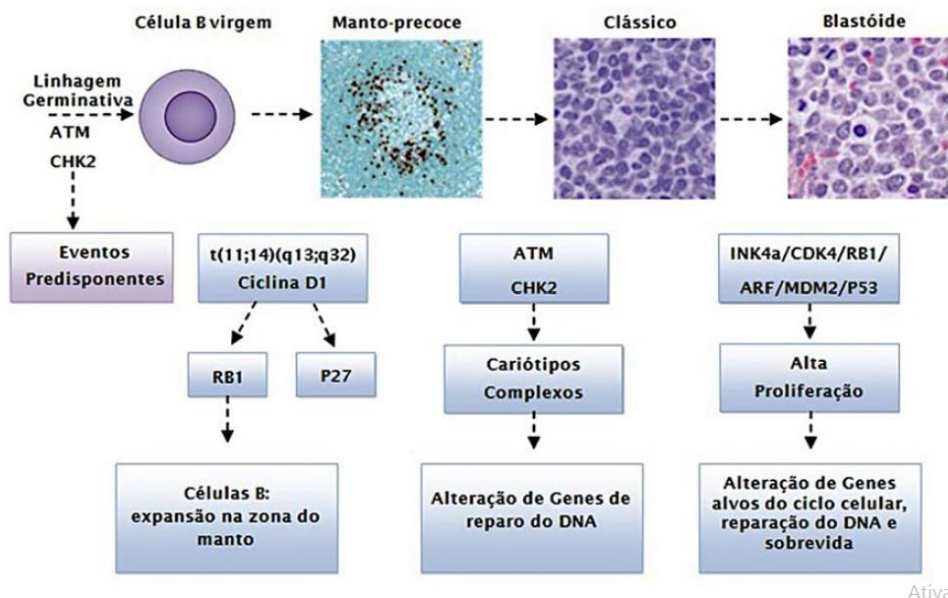 Célula B virgem
Manto-precoce
Clássico
Blastóide
Linhagem
Germinativa
ATM
CHK2
Eventos
Predisponentes
t(11;14)(q13;q32)
Ciclina D1
RB1
P27
Células B:
expansão na zona do
manto
ATM
CHK2
Cariótipos
Complexos
Alteração de Genes de
reparo do DNA
INK4a/CDK4/RB1/
ARF/MDM2/P53
Alta
Proliferação
Alteração de Genes
alvos do ciclo celular,
reparação do DNA e
sobrevida
Ativa